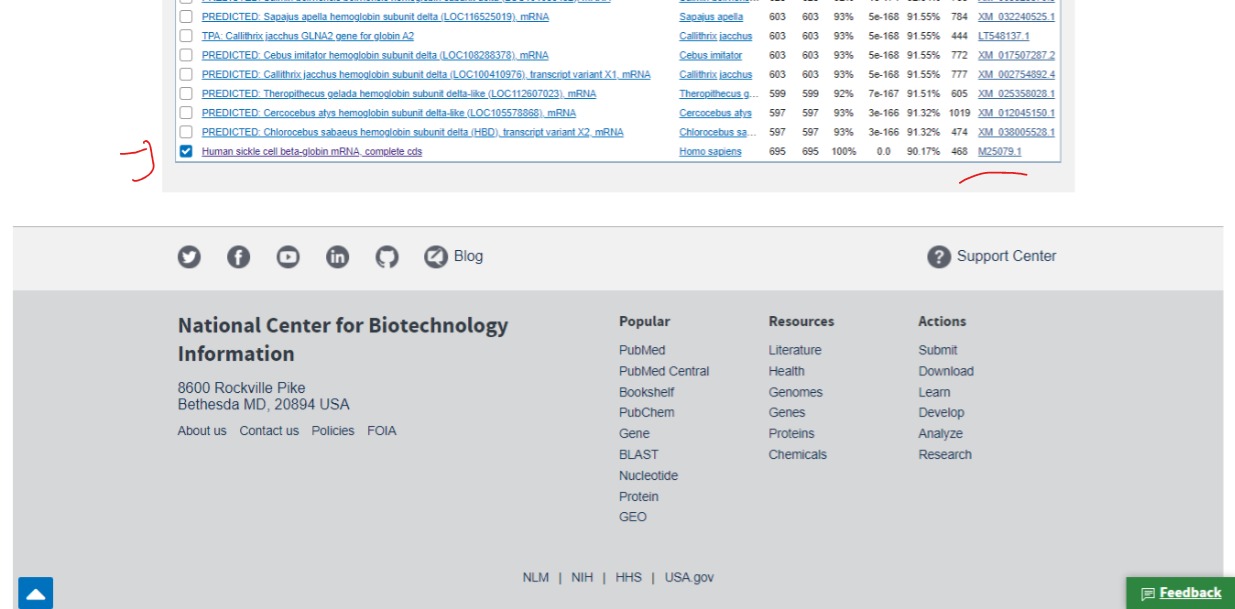 PREDICTED: Sapajus apella hemoglobin subunit delta (LOC116525019), mRNA Sapajus apella 603 603 93% 5e-168 91.55% 784 XM_032240525.1
TPA: Callithrix jacchus GLNA2 gene for globin A2 Callithrix jacchus 603 603 93% 5e-168 91.55% 444 LT548137.1
PREDICTED: Cebus imitator hemoglobin subunit delta (LOC108288378), mRNA Cebus imitator 603 603 93% 5e-168 91.55% 772 XM_017507287.2
PREDICTED: Callithrix jacchus hemoglobin subunit delta (LOC100410976), transcript variant X1, mRNA Callithrix jacchus 603 603 93% 5e-168 91.55% 777 XM_002754892.4
PREDICTED: Theropithecus gelada hemoglobin subunit delta-like (LOC112607023), mRNA Theropithecus g... 599 599 92% 7e-167 91.51% 605 XM_025358028.1
PREDICTED: Cercocebus atys hemoglobin subunit delta-like (LOC105578868), mRNA Cercocebus atys 597 597 93% 3e-166 91.32% 1019 XM_012045150.1
PREDICTED: Chlorocebus sabaeus hemoglobin subunit delta (HBD), transcript variant X2, mRNA Chlorocebus sa... 597 597 93% 3e-166 91.32% 474 XM_038005528.1
Human sickle cell beta-globin mRNA, complete cds Homo sapiens 695 695 100% 0.0 90.17% 468 M25079.1
Blog Support Center
National Center for Biotechnology
Information
8600 Rockville Pike
Bethesda MD, 20894 USA
About us Contact us Policies FOIA
Popular
PubMed
PubMed Central
Bookshelf
PubChem
Gene
BLAST
Nucleotide
Protein
GEO
Resources
Literature
Health
Genomes
Genes
Proteins
Chemicals
Actions
Submit
Download
Learn
Develop
Analyze
Research
NLM | NIH | HHS | USA.gov
Feedback